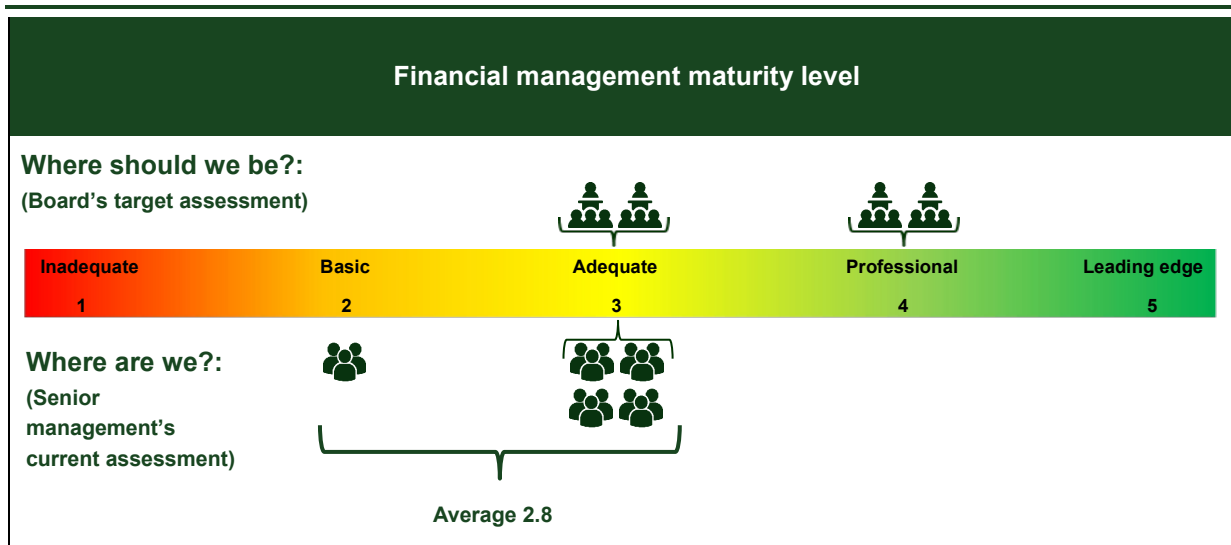 Financial management maturity level
Where should we be?:
(Board’s target assessment)
Inadequate Basic Adequate Professional Leading edge
1 2 3 4 5
Where are we?:
(Senior
management’s
current assessment)
Average 2.8